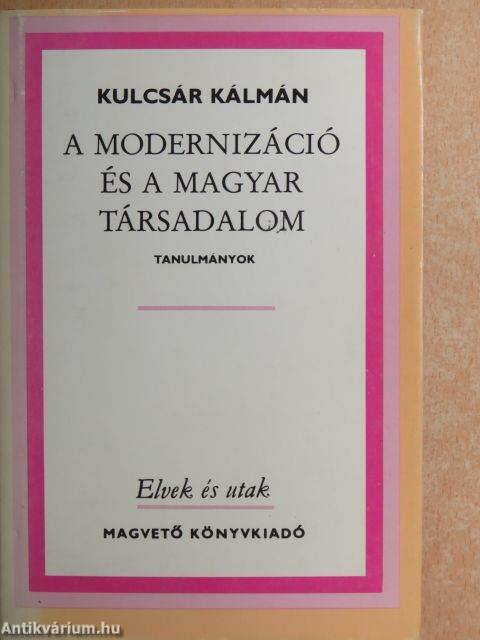 KULCSÁR KÁLMÁN
A MODERNIZÁCIÓ
ÉS A MAGYAR
TÁRSADALOM
TANULMÁNYOK
Elvek és utak
MAGVETŐ KÖNYVKIADÓ
Antikvárium.hu